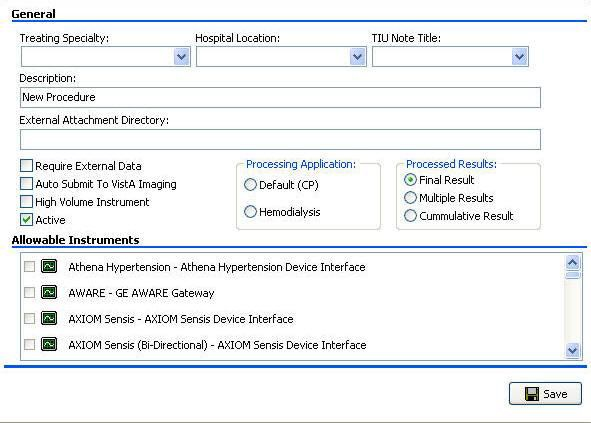 General
Treating Specialty: Hospital Location: TIU Note Title:
Description:
New Procedure
External Attachment Directory:
Require External Data
Auto Submit To VistA Imaging
High Volume Instrument
Active
Processing Application:
Default (CP)
Hemodialysis
Processed Results:
Final Result
Multiple Results
Cummulative Result
Allowable Instruments
Athena Hypertension - Athena Hypertension Device Interface
AWARE - GE AWARE Gateway
AXIOM Sensis - AXIOM Sensis Device Interface
AXIOM Sensis (Bi-Directional) - AXIOM Sensis Device Interface
Save